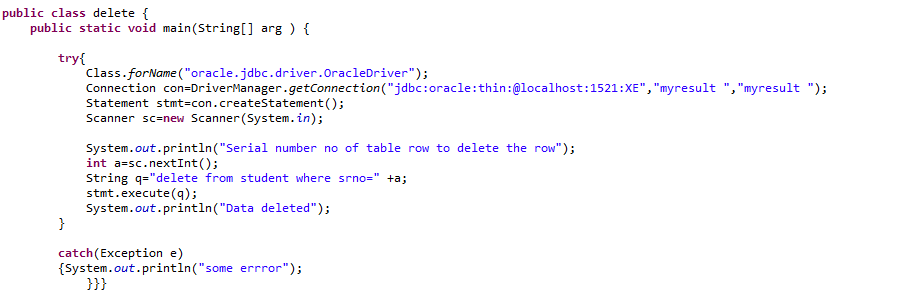 public class delete {
public static void main(String[] arg ) {
try{
Class.forName("oracle.jdbc.driver.OracleDriver");
Connection con=DriverManager.getConnection("jdbc:oracle:thin:@localhost:1521:XE","myresult ","myresult ");
Statement stmt=con.createStatement();
Scanner sc=new Scanner(System.in);
System.out.println("Serial number no of table row to delete the row");
int a=sc.nextInt();
String q="delete from student where srno=" +a;
stmt.execute(q);
System.out.println("Data deleted");
}
catch(Exception e)
{System.out.println("some errror");
}}}